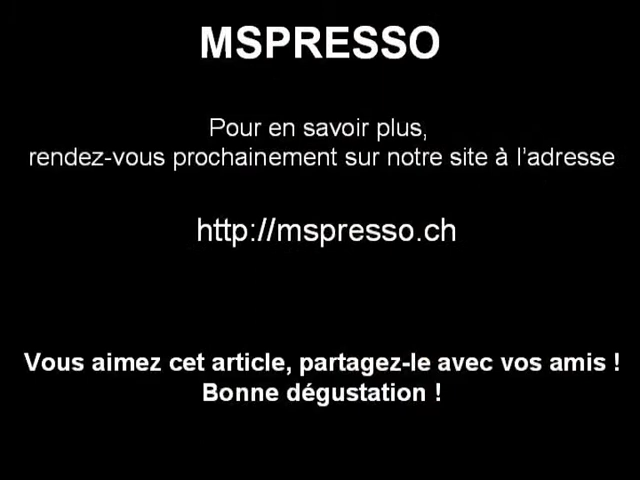 MSPRESSO
Pour en savoir plus,
rendez-vous prochainement sur notre site à l'adresse
http://mspresso.ch
Vous aimez cet article, partagez-le avec vos amis !
Bonne dégustation !